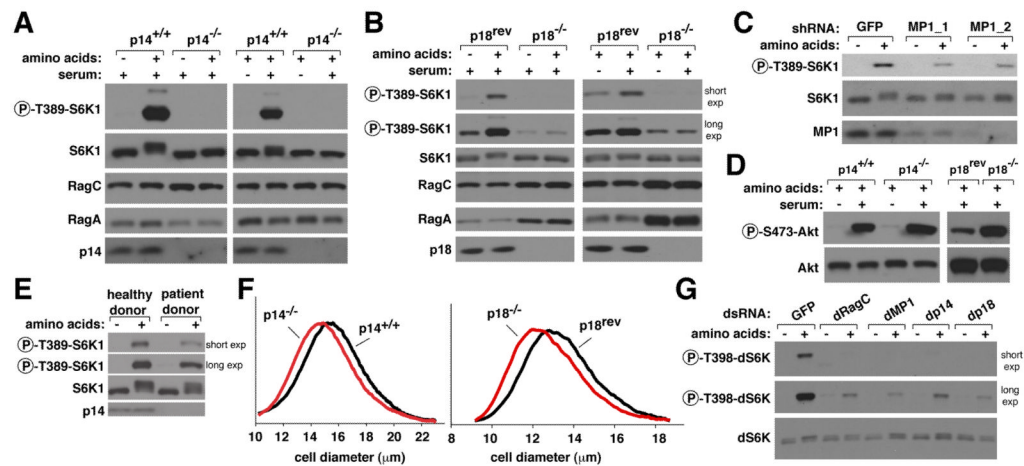 A
p14+/+ p14-/- p14+/+ p14-/-
amino acids: - + - + + + + +
serum: + + + + - + - +
Ⓟ-T389-S6K1
S6K1
RagC
RagA
p14
B
p18rev p18-/- p18rev p18-/-
amino acids: - + - + + + + +
serum: + + + + - + - +
Ⓟ-T389-S6K1 short exp
Ⓟ-T389-S6K1 long exp
S6K1
RagC
RagA
p18
C
shRNA: GFP MP1_1 MP1_2
amino acids: - + - + - +
Ⓟ-T389-S6K1
S6K1
MP1
D
p14+/+ p14-/- p18rev p18-/-
amino acids: + + + + + +
serum: - + - + + +
Ⓟ-S473-Akt
Akt
E
healthy donor patient donor
amino acids: - + - +
Ⓟ-T389-S6K1 short exp
Ⓟ-T389-S6K1 long exp
S6K1
p14
F
p14-/- p14+/+
10 12 14 16 18 20 22
cell diameter (μm)
p18-/- p18rev
8 10 12 14 16 18
cell diameter (μm)
G
dsRNA: GFP dRagC dMP1 dp14 dp18
amino acids: - + - + - + - + - +
Ⓟ-T398-dS6K short exp
Ⓟ-T398-dS6K long exp
dS6K